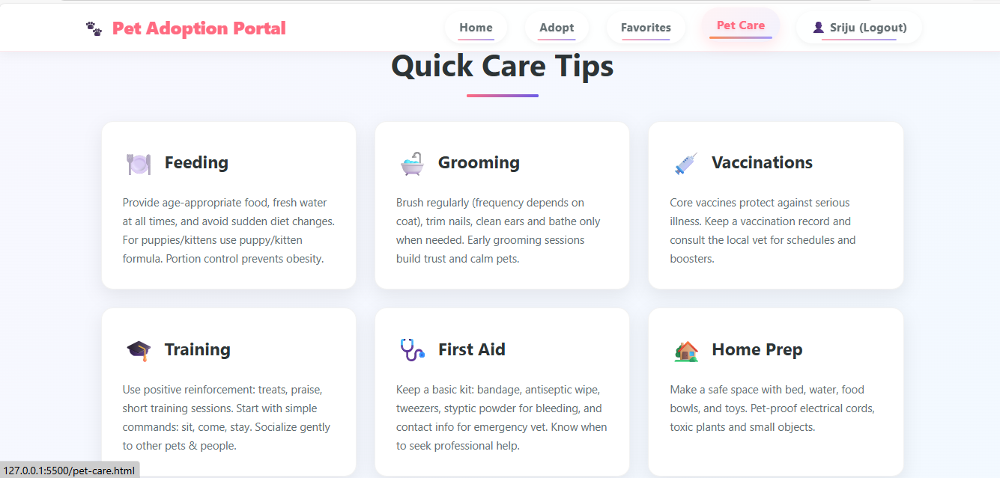 Pet Adoption Portal
Home
Adopt
Favorites
Pet Care
Sriju (Logout)
Quick Care Tips
Feeding
Provide age-appropriate food, fresh water
at all times, and avoid sudden diet changes.
For puppies/kittens use puppy/kitten
formula. Portion control prevents obesity.
Grooming
Brush regularly (frequency depends on
coat), trim nails, clean ears and bathe only
when needed. Early grooming sessions
build trust and calm pets.
Vaccinations
Core vaccines protect against serious
illness. Keep a vaccination record and
consult the local vet for schedules and
boosters.
Training
Use positive reinforcement: treats, praise,
short training sessions. Start with simple
commands: sit, come, stay. Socialize gently
to other pets & people.
First Aid
Keep a basic kit: bandage, antiseptic wipe,
tweezers, styptic powder for bleeding, and
contact info for emergency vet. Know when
to seek professional help.
Home Prep
Make a safe space with bed, water, food
bowls, and toys. Pet-proof electrical cords,
toxic plants and small objects.
127.0.0.1:5500/pet-care.html